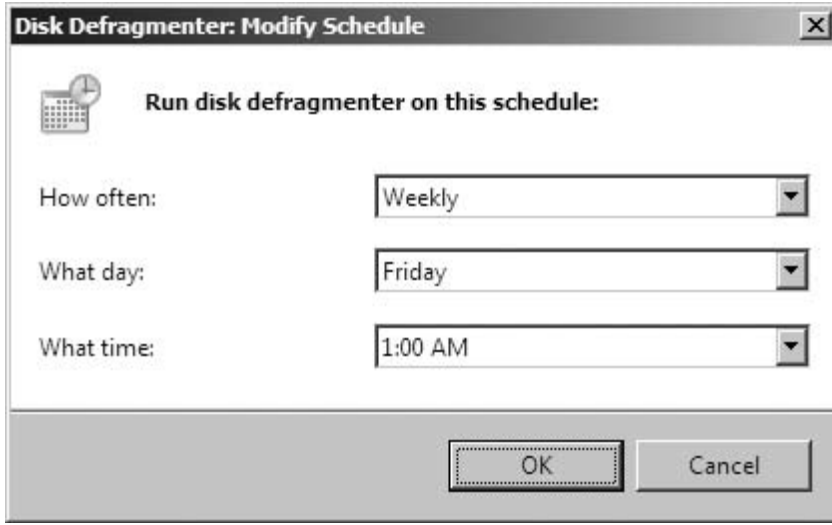 Disk Defragmenter: Modify Schedule
Run disk defragmenter on this schedule:
How often: Weekly
What day: Friday
What time: 1:00 AM
OK Cancel